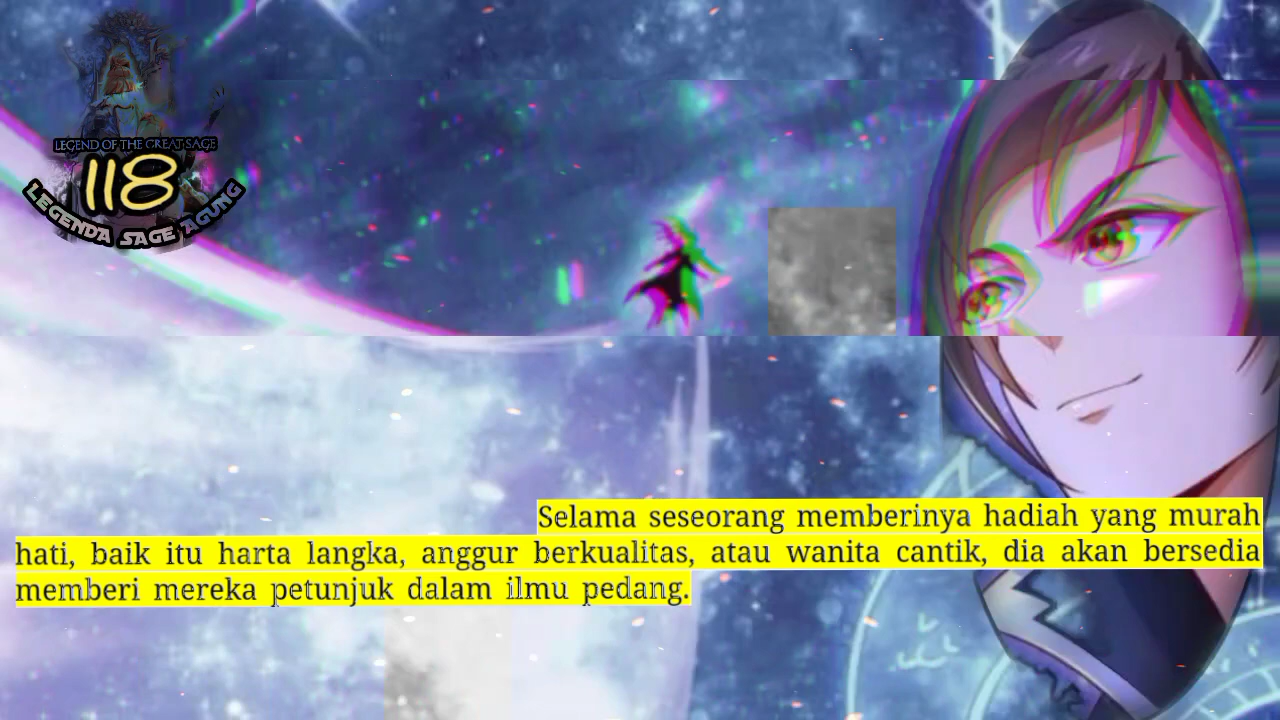 LEGEND OF THE GREAT SAGE
118
LEGENDA SAGE AGUNG
Selama seseorang memberinya hadiah yang murah
hati, baik itu harta langka, anggur berkualitas, atau wanita cantik, dia akan bersedia
memberi mereka petunjuk dalam ilmu pedang.